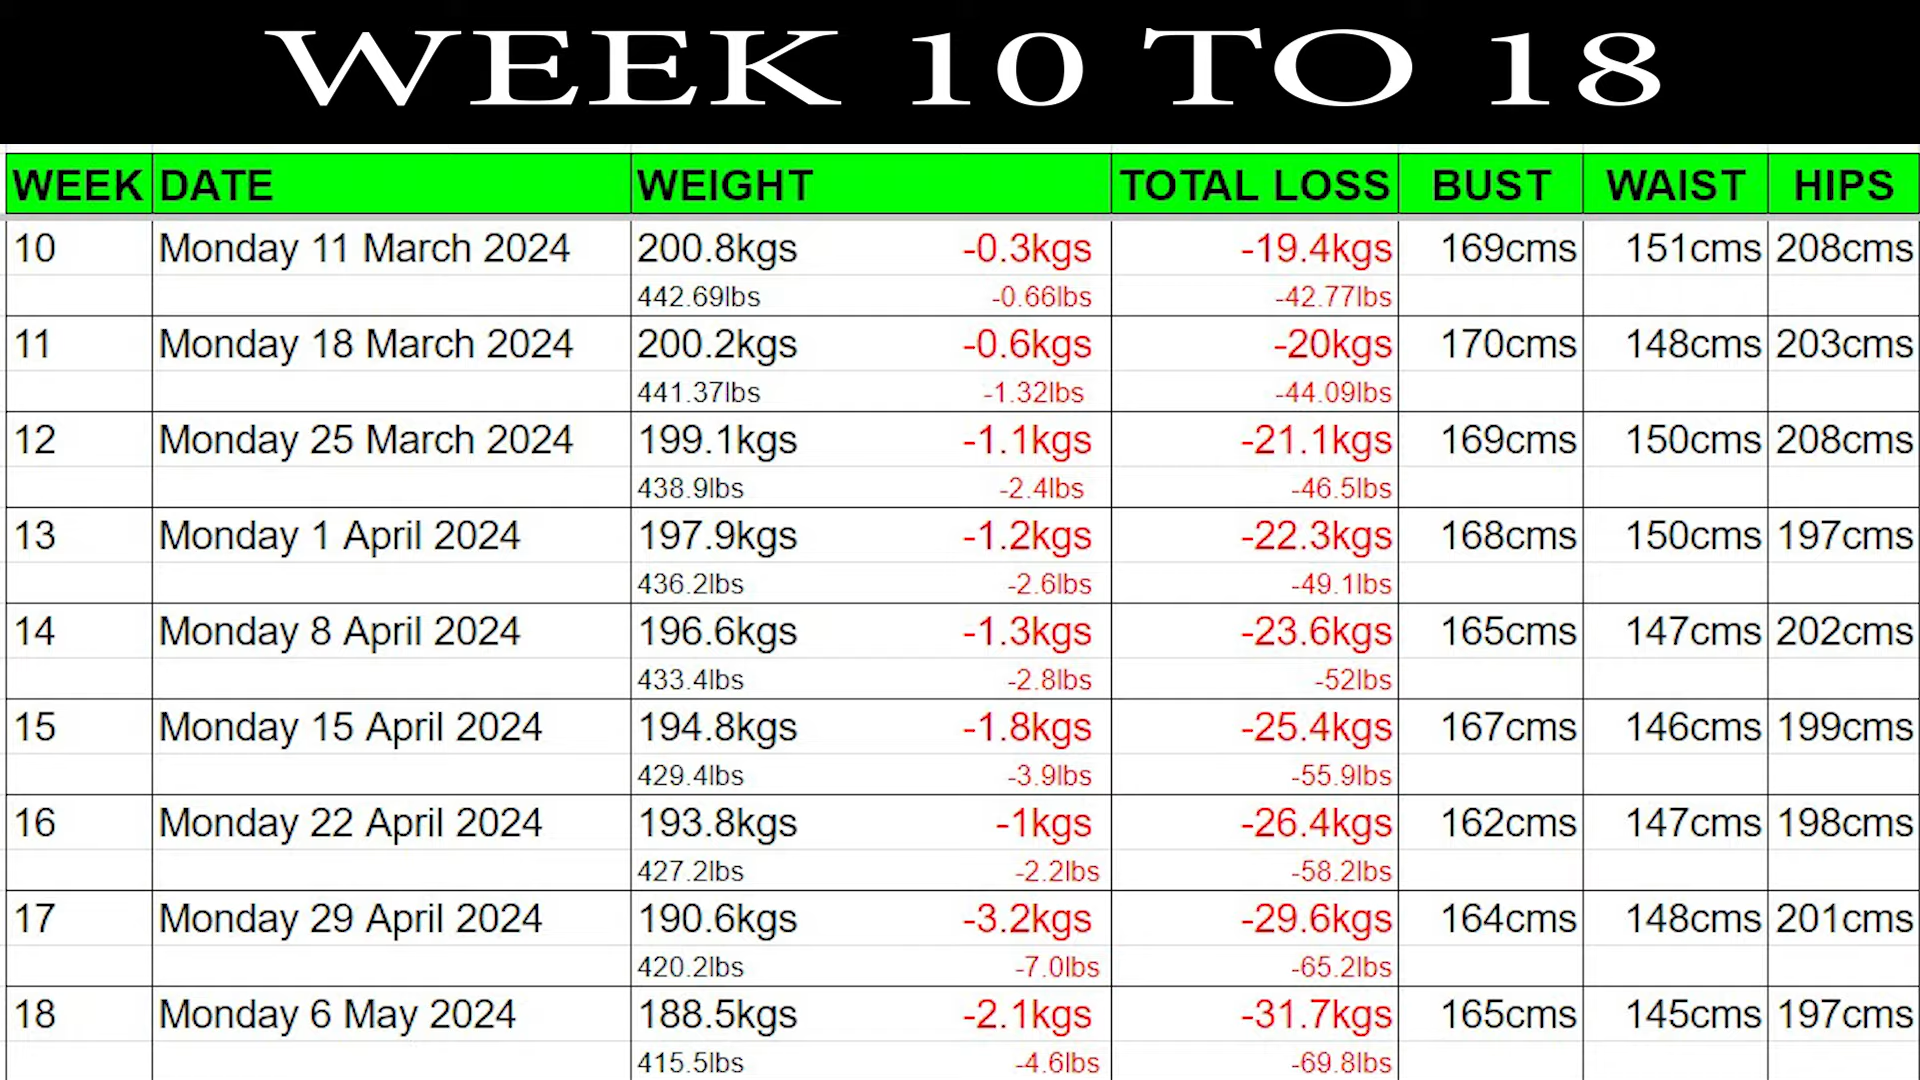 WEEK 10 TO 18
WEEK DATE WEIGHT TOTAL LOSS BUST WAIST HIPS
10 Monday 11 March 2024 200.8kgs -0.3kgs -19.4kgs 169cms 151cms 208cms
442.69lbs -0.66lbs -42.77lbs
11 Monday 18 March 2024 200.2kgs -0.6kgs -20kgs 170cms 148cms 203cms
441.37lbs -1.32lbs -44.09lbs
12 Monday 25 March 2024 199.1kgs -1.1kgs -21.1kgs 169cms 150cms 208cms
438.9lbs -2.4lbs -46.5lbs
13 Monday 1 April 2024 197.9kgs -1.2kgs -22.3kgs 168cms 150cms 197cms
436.2lbs -2.6lbs -49.1lbs
14 Monday 8 April 2024 196.6kgs -1.3kgs -23.6kgs 165cms 147cms 202cms
433.4lbs -2.8lbs -52lbs
15 Monday 15 April 2024 194.8kgs -1.8kgs -25.4kgs 167cms 146cms 199cms
429.4lbs -3.9lbs -55.9lbs
16 Monday 22 April 2024 193.8kgs -1kgs -26.4kgs 162cms 147cms 198cms
427.2lbs -2.2lbs -58.2lbs
17 Monday 29 April 2024 190.6kgs -3.2kgs -29.6kgs 164cms 148cms 201cms
420.2lbs -7.0lbs -65.2lbs
18 Monday 6 May 2024 188.5kgs -2.1kgs -31.7kgs 165cms 145cms 197cms
415.5lbs -4.6lbs -69.8lbs